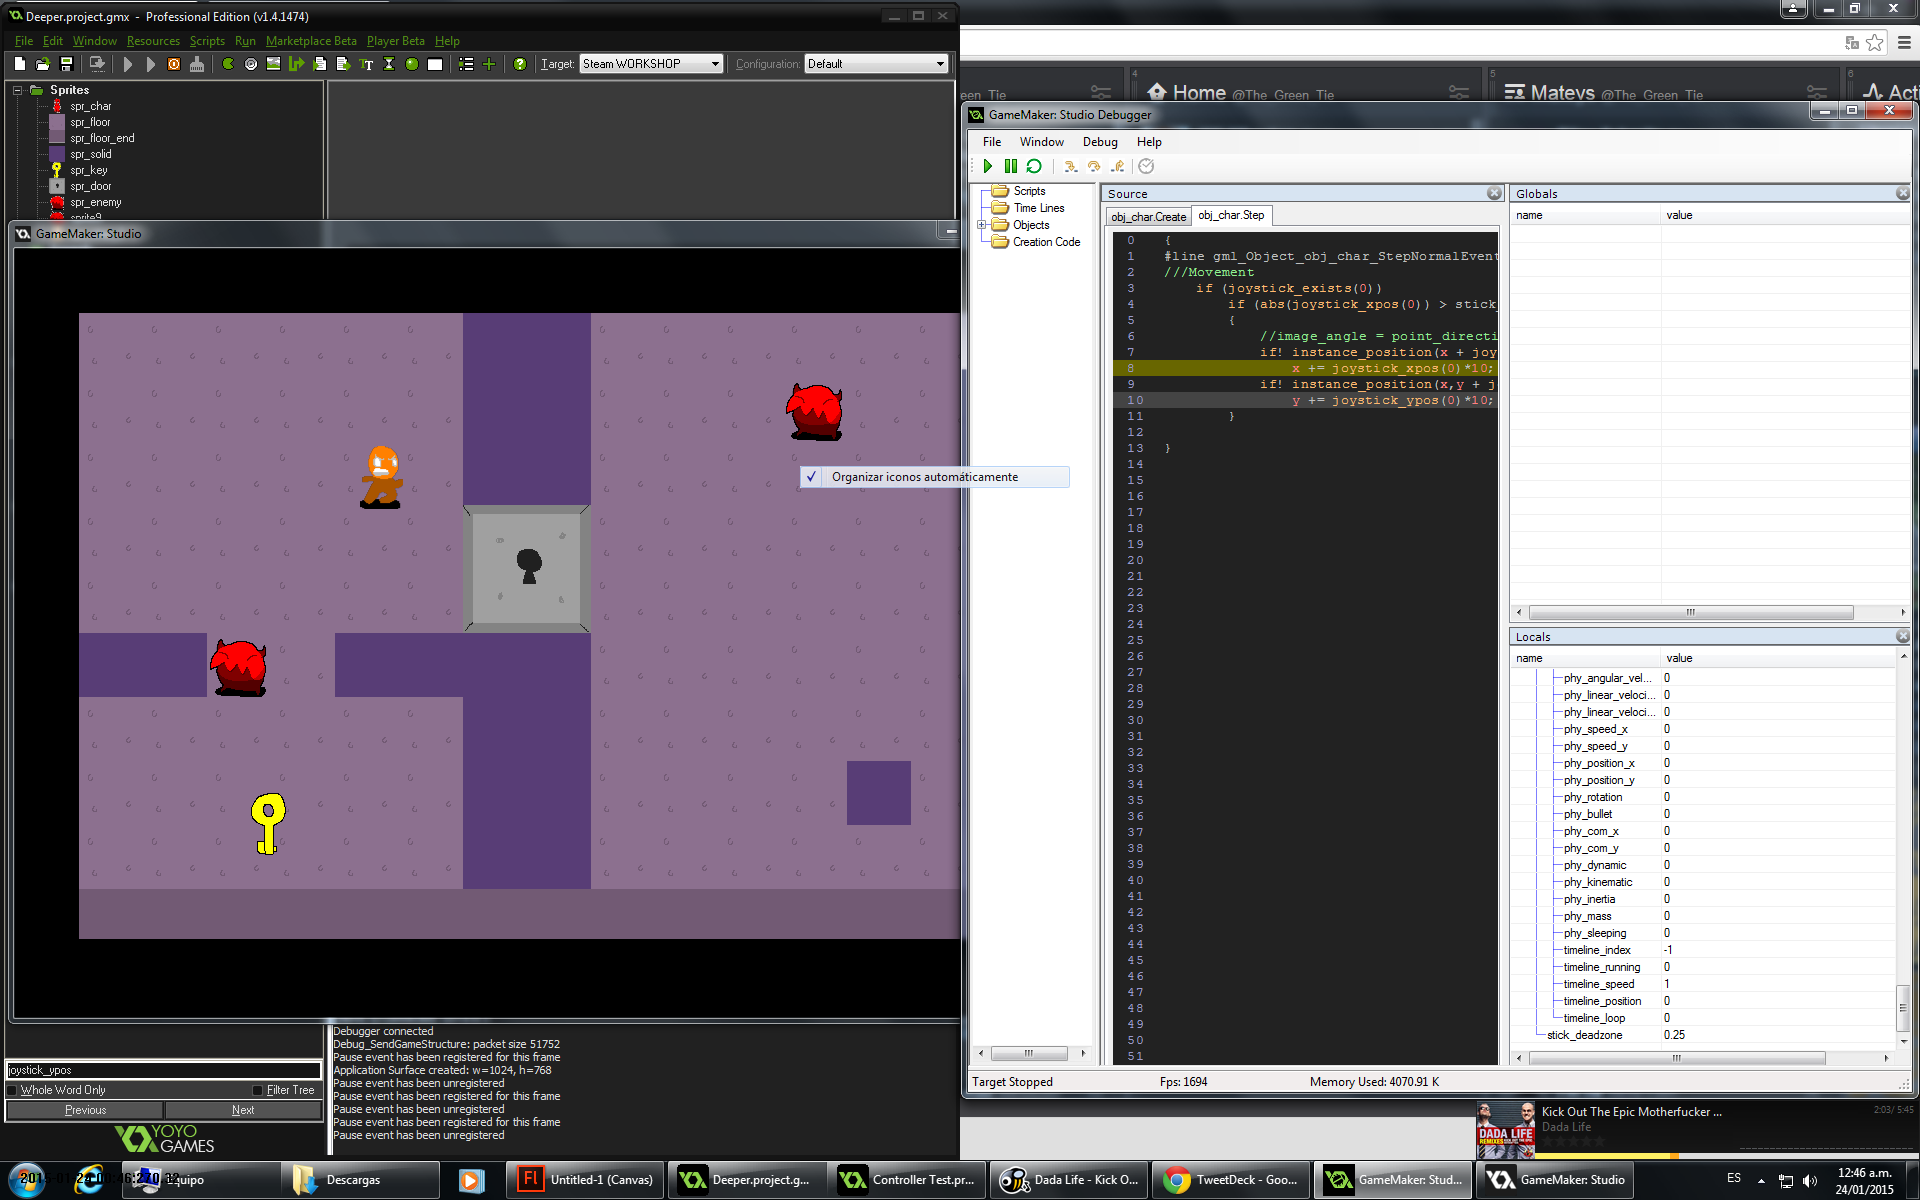 Deeper.project.gmx - Professional Edition (v1.4.1474)
File Edit Window Resources Scripts Run Marketplace Beta Player Beta Help
Target: Steam WORKSHOP Configuration: Default
Sprites
spr_char
spr_floor
spr_floor_end
spr_solid
spr_key
spr_door
spr_enemy
sprite9
GameMaker: Studio
4
een_Tie
Home @The_Green_Tie
5
Mateys @The_Green_Tie
6
Acti
GameMaker: Studio Debugger
File Window Debug Help
Scripts
Time Lines
Objects
Creation Code
Source
obj_char.Create obj_char.Step
0 {
1 #line gml_Object_obj_char_StepNormalEvent
2 ///Movement
3 if (joystick_exists(0))
4 if (abs(joystick_xpos(0)) > stick_
5 {
6 //image_angle = point_directi
7 if! instance_position(x + joy
8 x += joystick_xpos(0)*10;
9 if! instance_position(x,y + j
10 y += joystick_ypos(0)*10;
11 }
12
13 }
14
15
16
17
18
19
20
21
22
23
24
25
26
27
28
29
30
31
32
33
34
35
36
37
38
39
40
41
42
43
44
45
46
47
48
49
50
51
Organizar iconos automáticamente
Globals
name value
Locals
name value
phy_angular_vel... 0
phy_linear_veloci... 0
phy_linear_veloci... 0
phy_speed_x 0
phy_speed_y 0
phy_position_x 0
phy_position_y 0
phy_rotation 0
phy_bullet 0
phy_com_x 0
phy_com_y 0
phy_dynamic 0
phy_kinematic 0
phy_inertia 0
phy_mass 0
phy_sleeping 0
timeline_index -1
timeline_running 0
timeline_speed 1
timeline_position 0
timeline_loop 0
stick_deadzone 0.25
Target Stopped Fps: 1694 Memory Used: 4070.91 K
Debugger connected
Debug_SendGameStructure: packet size 51752
Pause event has been registered for this frame
Application Surface created: w=1024, h=768
Pause event has been unregistered
Pause event has been registered for this frame
Pause event has been unregistered
Pause event has been registered for this frame
Pause event has been unregistered
joystick_ypos
Whole Word Only Filter Tree
Previous Next
YOYO GAMES
DADA LIFE
Kick Out The Epic Motherfucker ...
Dada Life
2:03/ 5:45
Equipo
Descargas
Untitled-1 (Canvas)
Deeper.project.g...
Controller Test.pr...
Dada Life - Kick O...
TweetDeck - Goo...
GameMaker: Stud...
GameMaker: Studio
ES
12:46 a.m.
24/01/2015